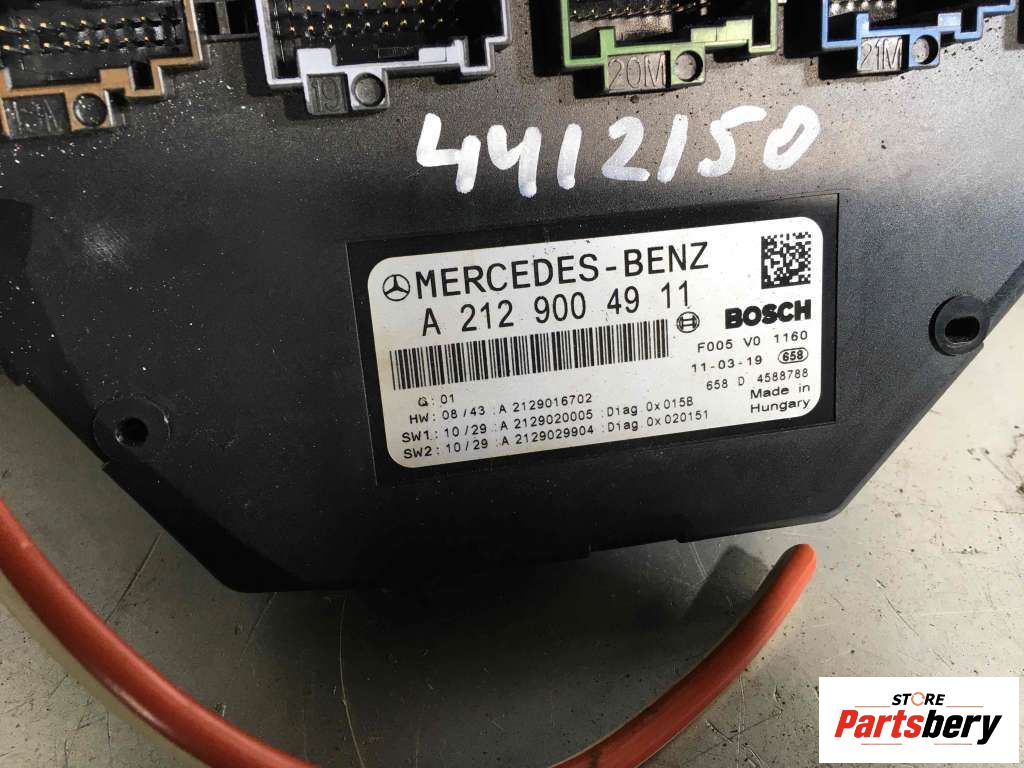 19
20M
21M
4412150
MERCEDES-BENZ
A 212 900 49 11
BOSCH
F005 V0 1160
11-03-19 658
658 D 4588788
Made in
Hungary
Q: 01
HW: 08/43 :A 2129016702
SW1: 10/29 :A 2129020005 :Diag.0x015B
SW2: 10/29 :A 2129029904 :Diag.0x020151
STORE
Partsbery